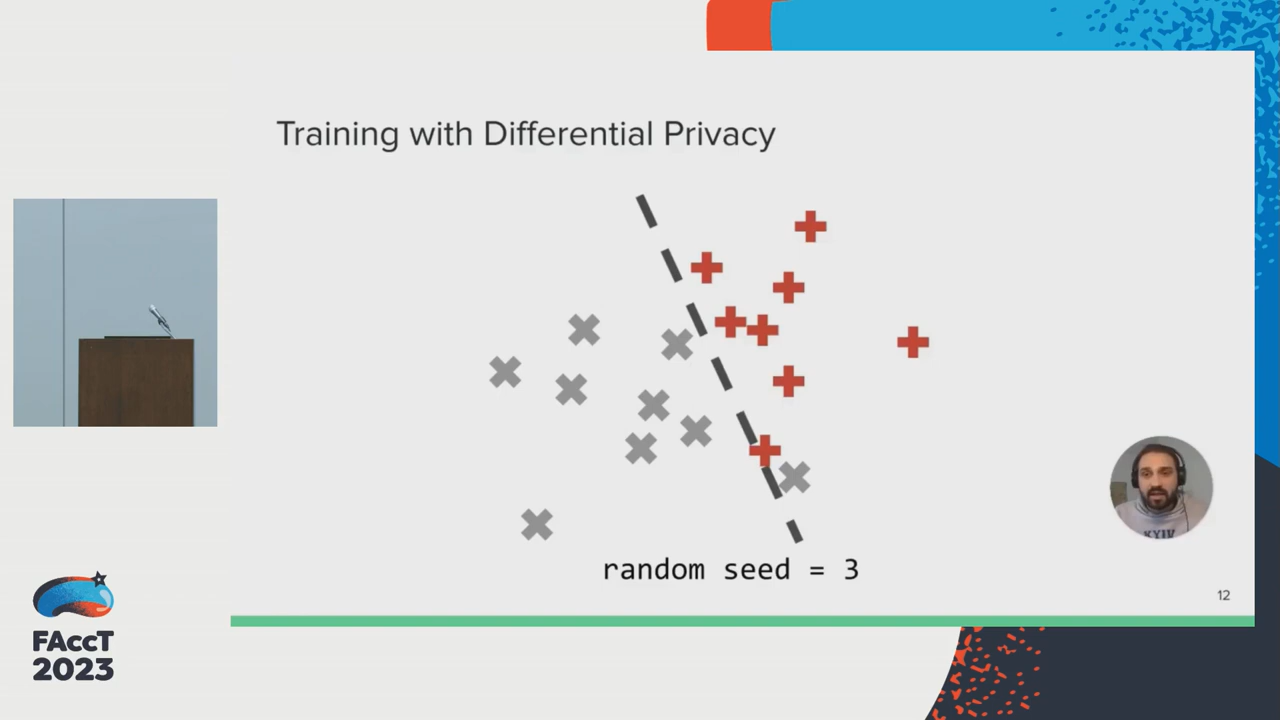 Training with Differential Privacy
random seed = 3
12
KYIV
FAccT
2023